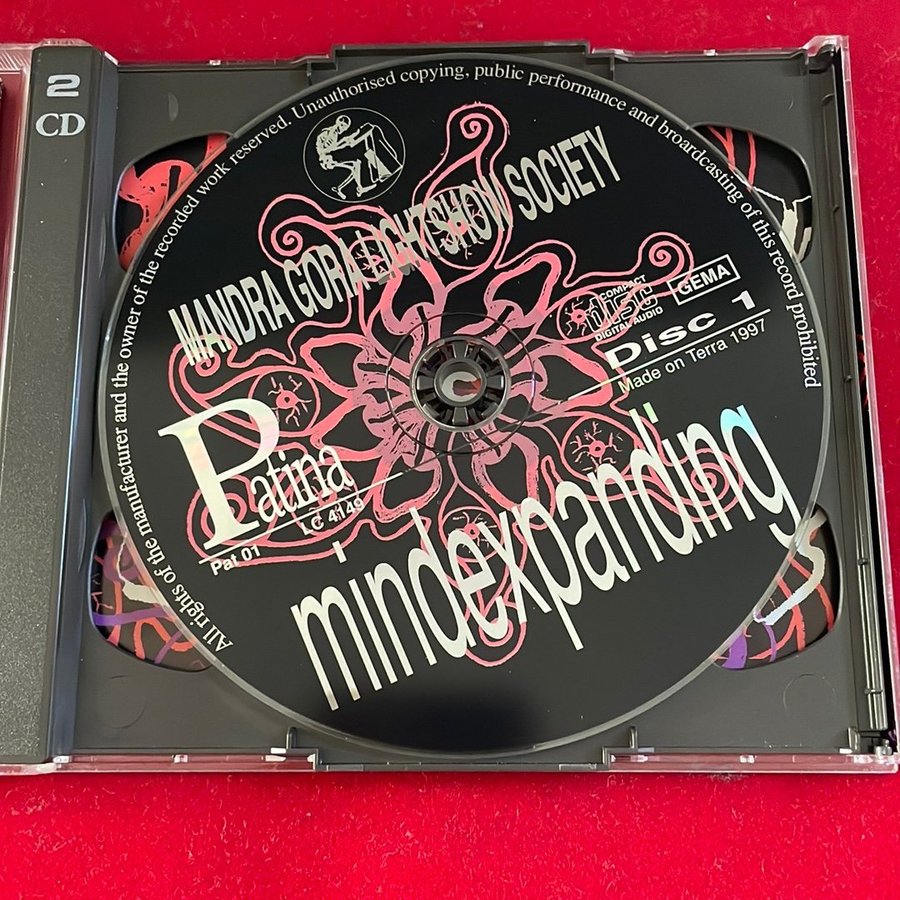 2
CD
All rights of the manufacturer and the owner of the recorded work reserved. Unauthorised copying, public performance and broadcasting of this record prohibited
MANDRA GORA LIGHTSHOW SOCIETY
COMPACT
disc
DIGITAL AUDIO
GEMA
Disc 1
Made on Terra 1997
Patina
Pat 01
LC 4149
mindexpanding